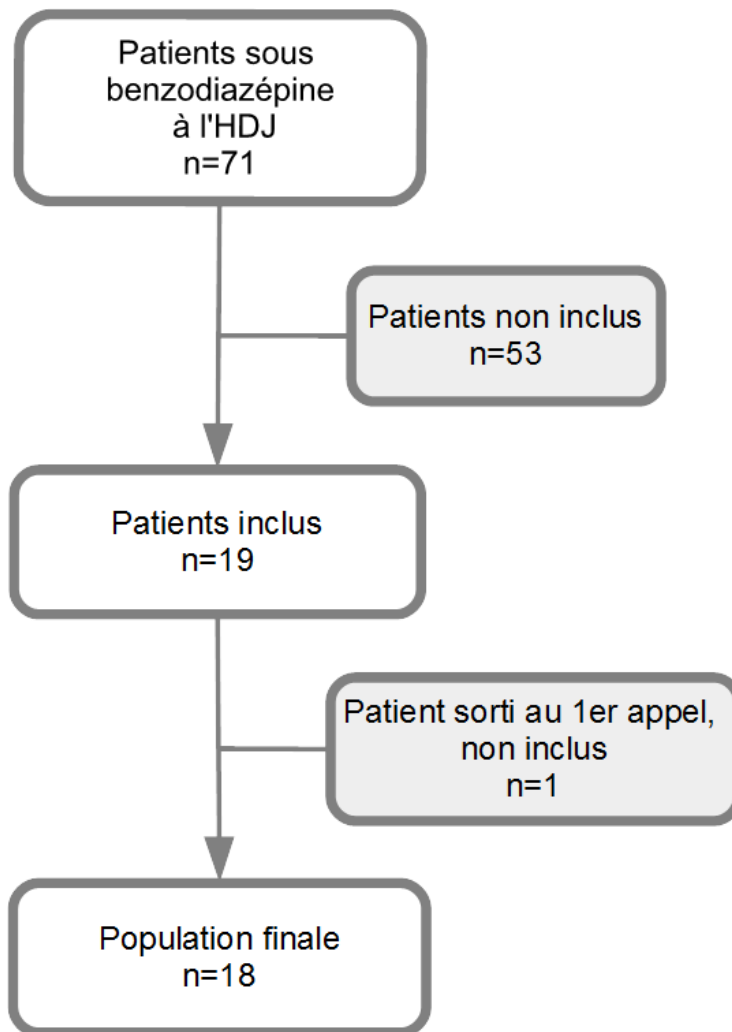 Patients sous
benzodiazépine
à l'HDJ
n=71
Patients non inclus
n=53
Patients inclus
n=19
Patient sorti au 1er appel,
non inclus
n=1
Population finale
n=18